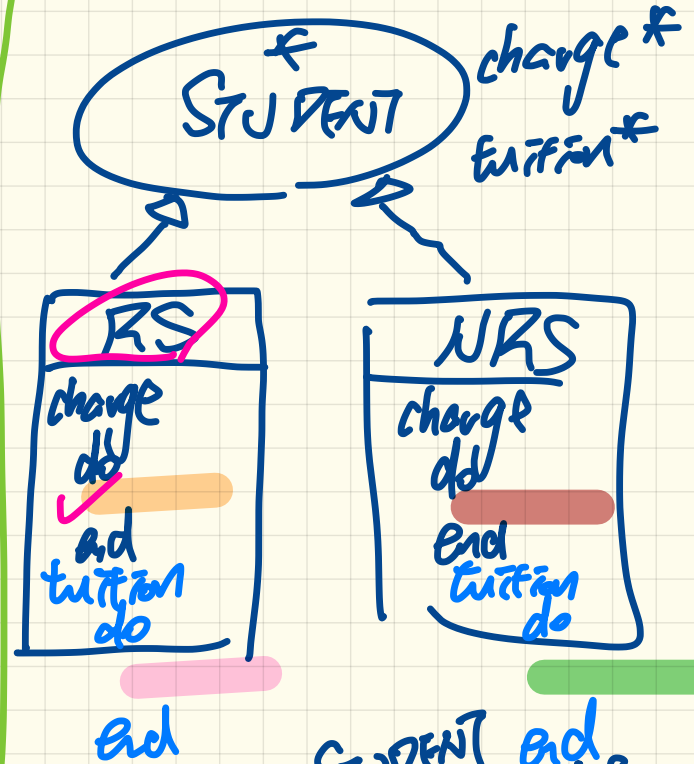 *
STUDENT
charge*
tuition*
RS
charge
do
end
tuition
do
end
NRS
charge
do
end
tuition
do
end
STUDENT